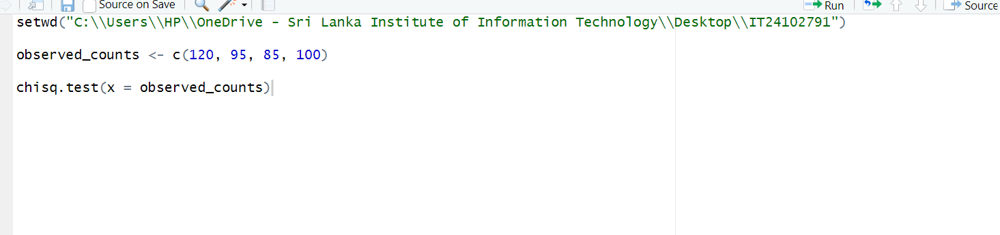 Source on Save
Run
Source
setwd("C:\\Users\\HP\\OneDrive - Sri Lanka Institute of Information Technology\\Desktop\\IT24102791")
observed_counts <- c(120, 95, 85, 100)
chisq.test(x = observed_counts)